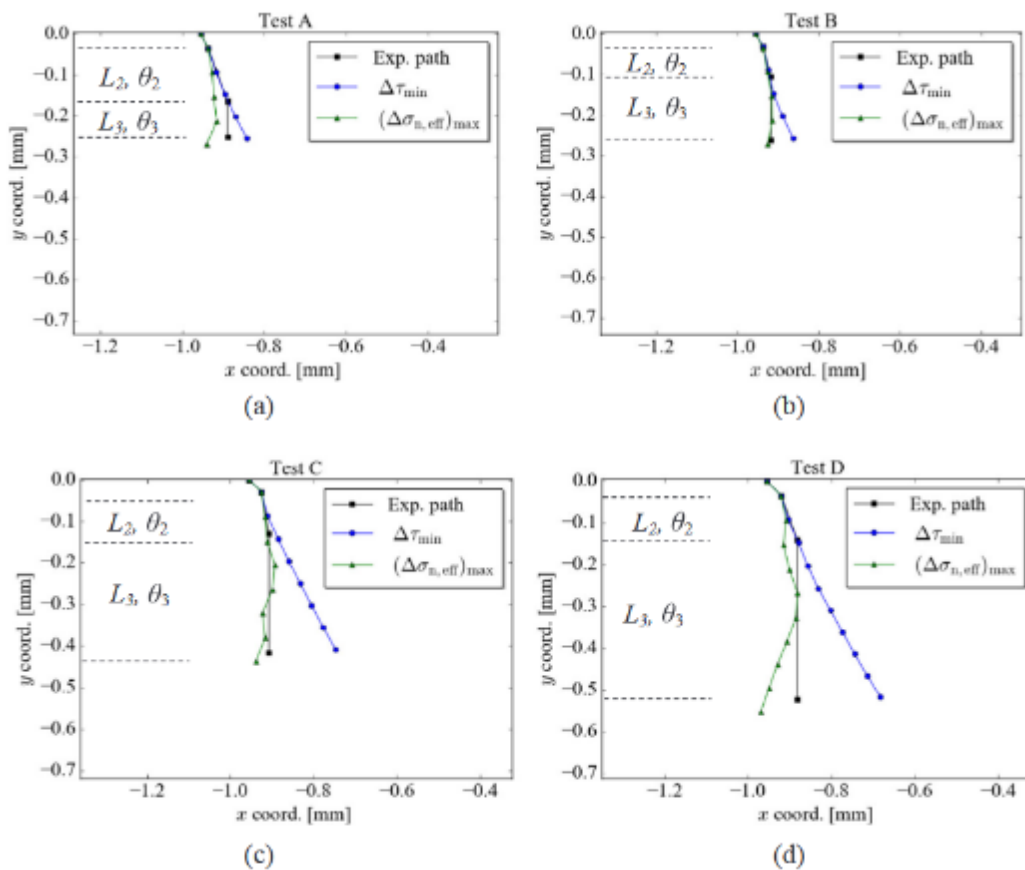 Test A
0.0
−0.1
−0.2
−0.3
−0.4
−0.5
−0.6
−0.7
y coord. [mm]
L2, θ2
L3, θ3
Exp. path
Δτmin
(Δσn, eff)max
−1.2 −1.0 −0.8 −0.6 −0.4
x coord. [mm]
(a)
Test B
0.0
−0.1
−0.2
−0.3
−0.4
−0.5
−0.6
−0.7
y coord. [mm]
L2, θ2
L3, θ3
Exp. path
Δτmin
(Δσn, eff)max
−1.2 −1.0 −0.8 −0.6 −0.4
x coord. [mm]
(b)
Test C
0.0
−0.1
−0.2
−0.3
−0.4
−0.5
−0.6
−0.7
y coord. [mm]
L2, θ2
L3, θ3
Exp. path
Δτmin
(Δσn, eff)max
−1.2 −1.0 −0.8 −0.6 −0.4
x coord. [mm]
(c)
Test D
0.0
−0.1
−0.2
−0.3
−0.4
−0.5
−0.6
−0.7
y coord. [mm]
L2, θ2
L3, θ3
Exp. path
Δτmin
(Δσn, eff)max
−1.2 −1.0 −0.8 −0.6 −0.4
x coord. [mm]
(d)